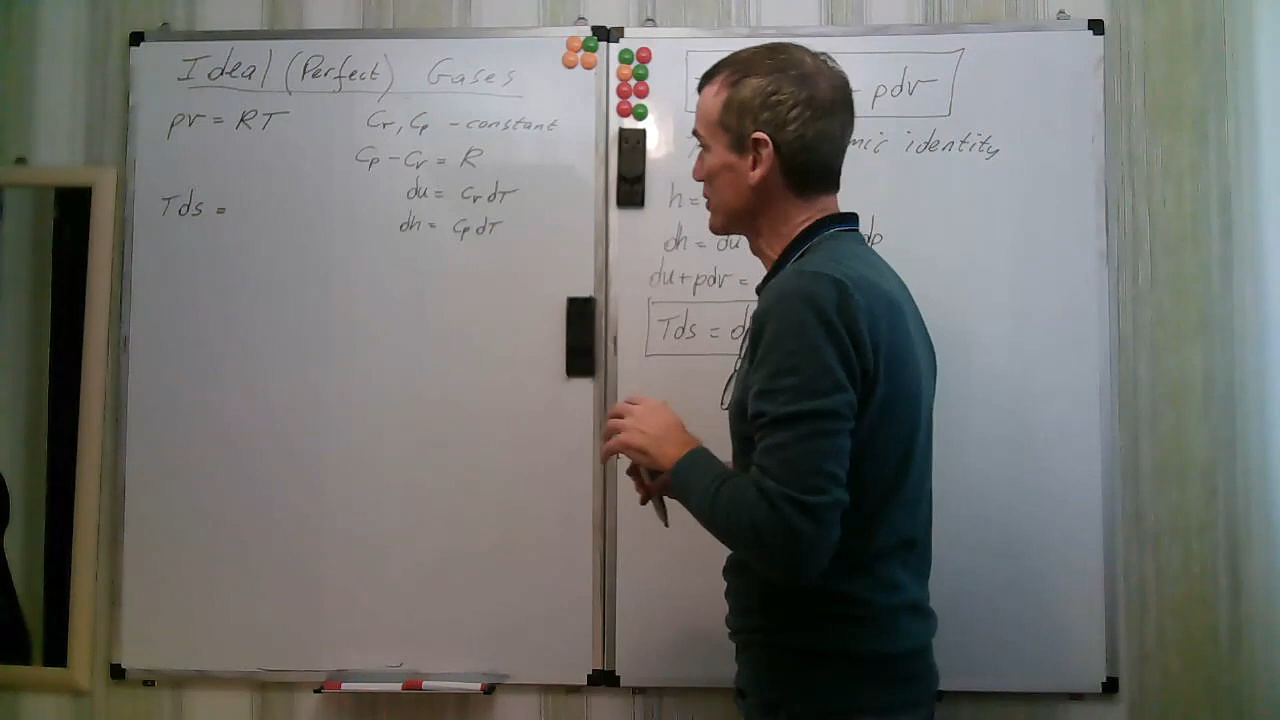 Ideal (Perfect) Gases
pv = RT
Cv, Cp - constant
Cp - Cv = R
du = cv dT
dh = cp dT
Tds =
- pdv
identity
h =
dh = du
dp
du + pdv =
Tds = d